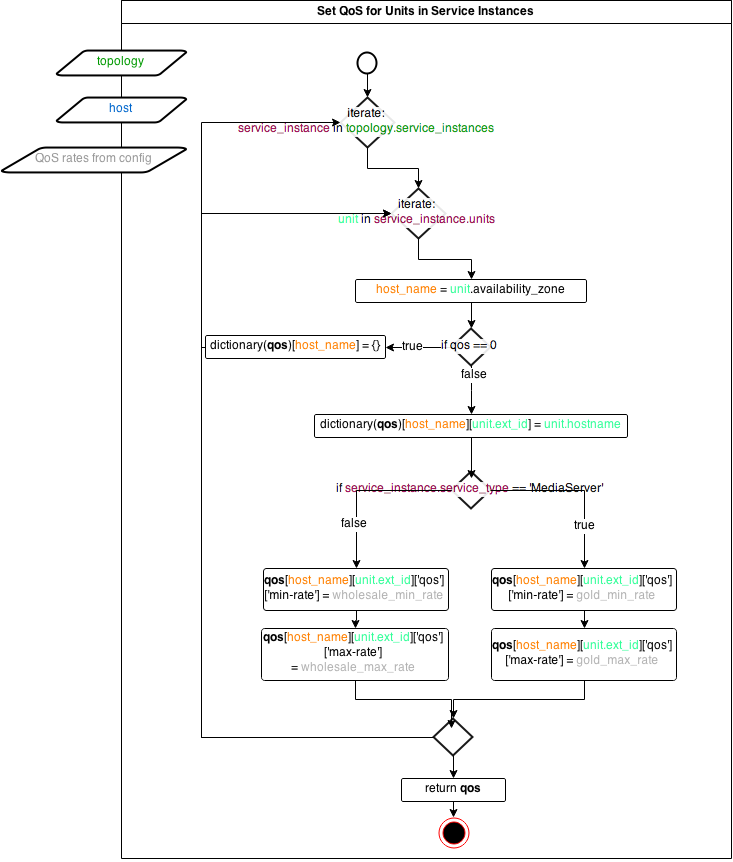 Set QoS for Units in Service Instances
topology
host
QoS rates from config
iterate:
service_instance in topology.service_instances
iterate:
unit in service_instance.units
host_name = unit.availability_zone
dictionary(qos)[host_name] = {}
true
if qos == 0
false
dictionary(qos)[host_name][unit.ext_id] = unit.hostname
if service_instance.service_type == 'MediaServer'
false
true
qos[host_name][unit.ext_id]['qos']
['min-rate'] = wholesale_min_rate
qos[host_name][unit.ext_id]['qos']
['min-rate'] = gold_min_rate
qos[host_name][unit.ext_id]['qos']
['max-rate']
= wholesale_max_rate
qos[host_name][unit.ext_id]['qos']
['max-rate'] = gold_max_rate
return qos